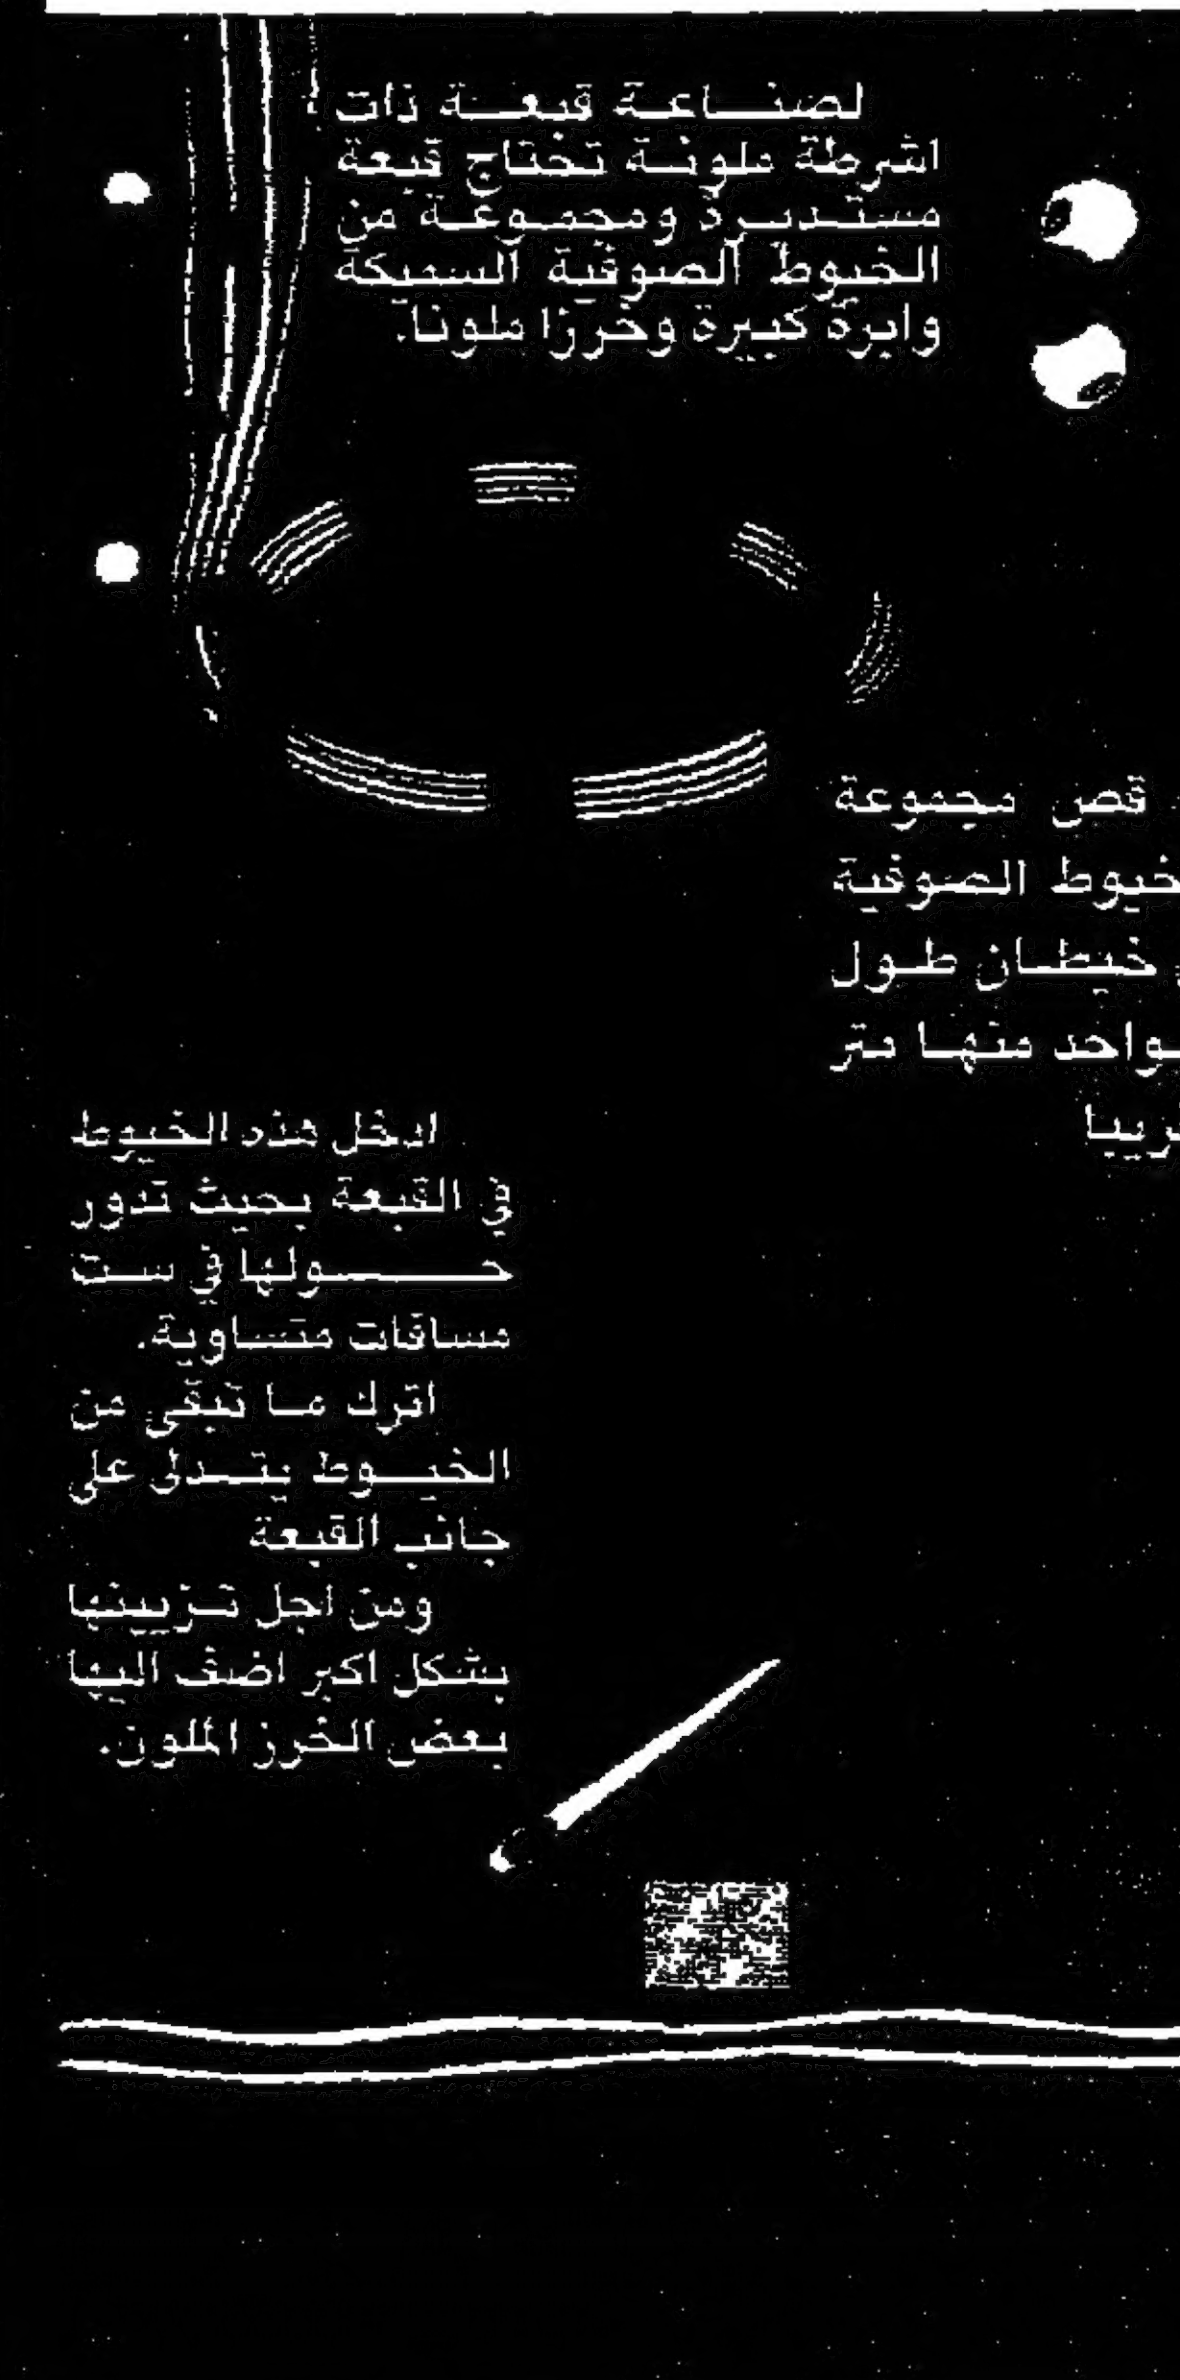 لصناعة قبعة ذات
اشرطة ملونة تحتاج قبعة
مستديرة ومجموعة من
الخيوط الصوفية السميكة
وابرة كبيرة وخرزا ملونا.
قص مجموعة
خيوط الصوفية
خيطان طول
واحد منها متر
ادخل هذه الخيوط
في القبعة بحيث تدور
حولها في ست
مسافات متساوية.
اترك ما تبقى من
الخيوط يتدلى على
جانب القبعة
ومن اجل تزيينها
بشكل اكبر اضف اليها
بعض الخرز الملون.